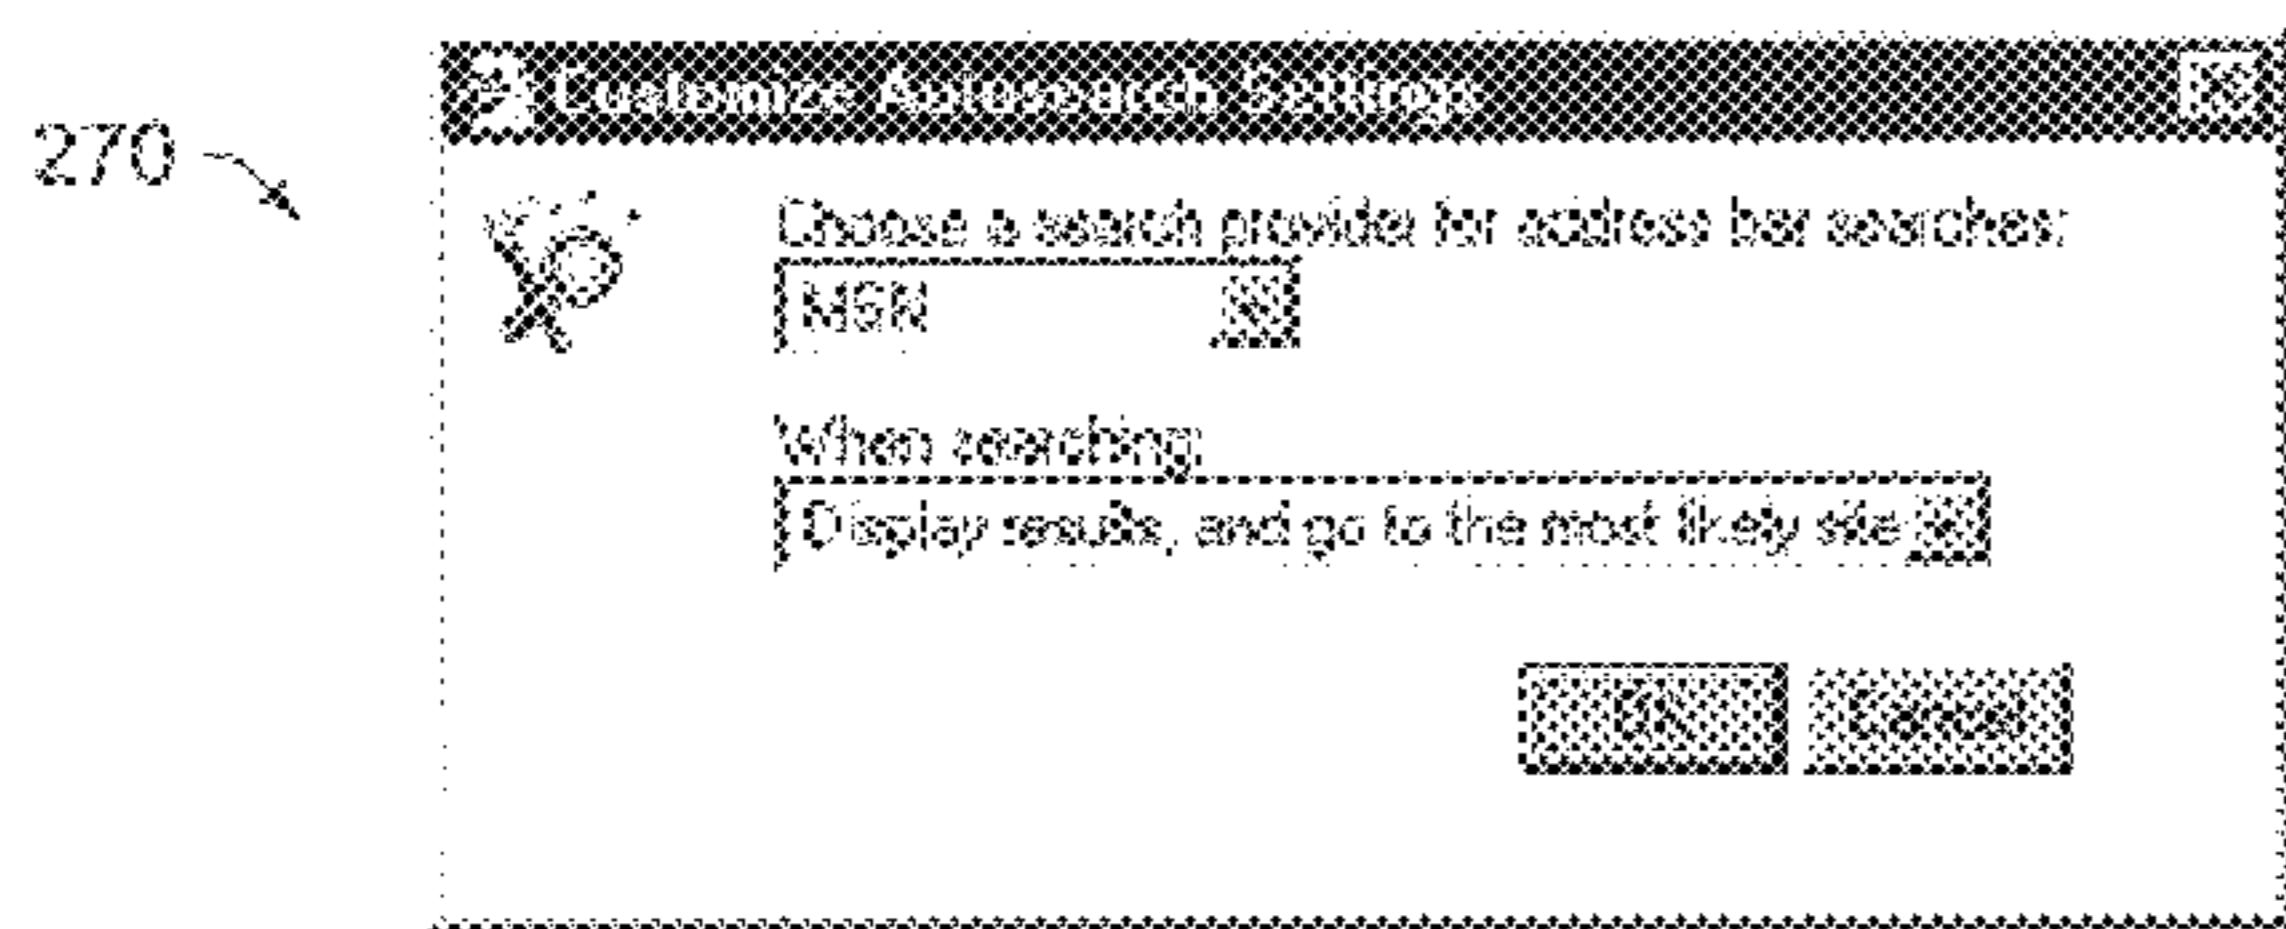 Customize Autosearch Settings
270
Choose a search provider for address bar searches:
MSN
When searching:
Display results, and go to the most likely site
OK Cancel